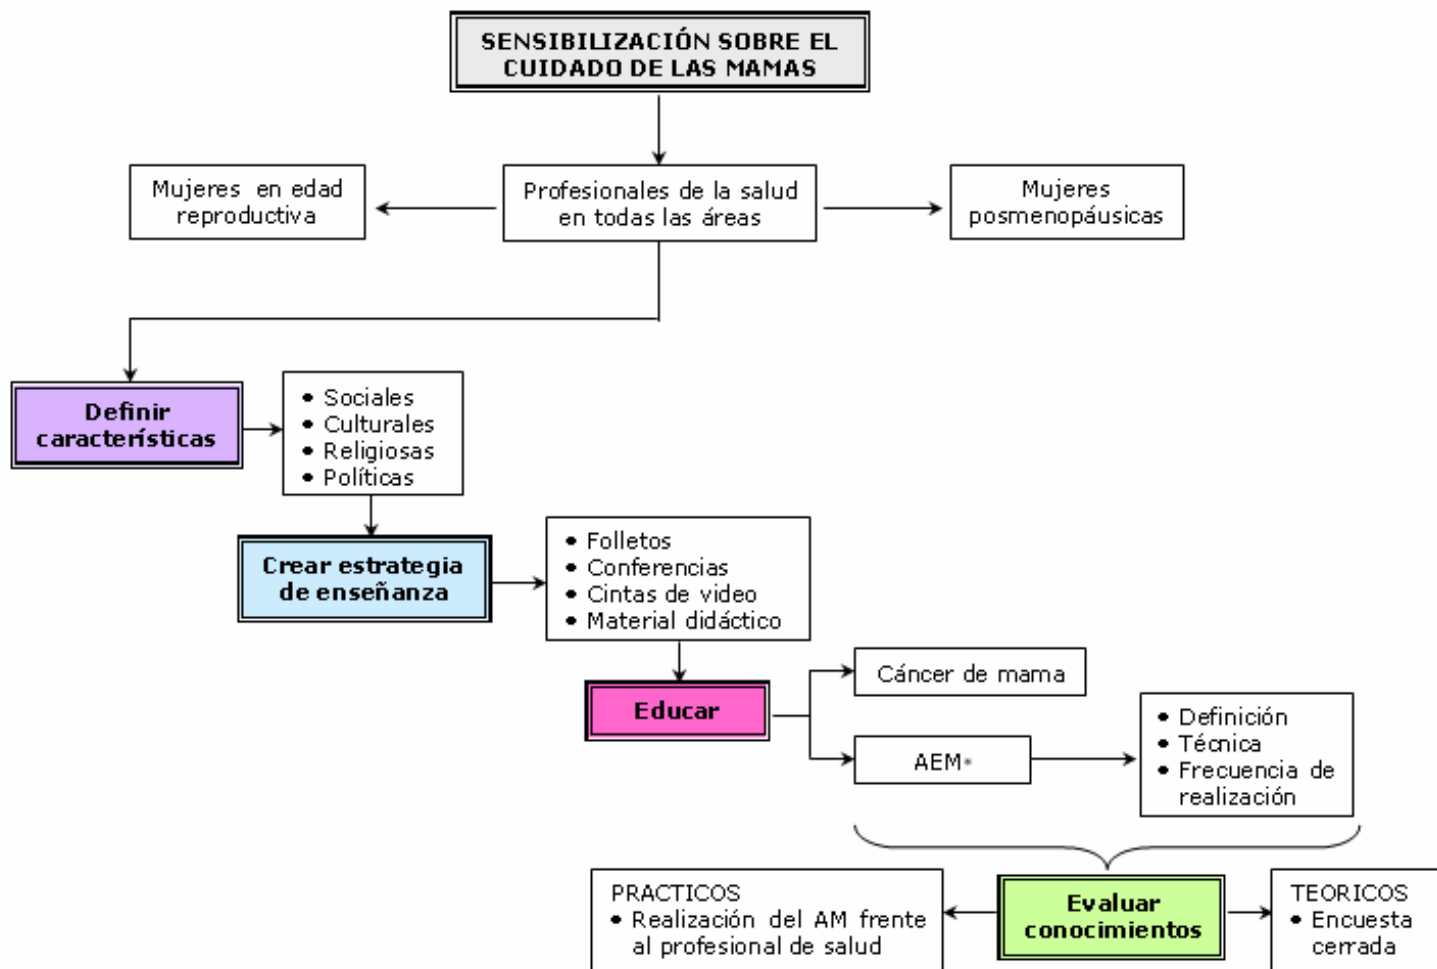 SENSIBILIZACIÓN SOBRE EL
CUIDADO DE LAS MAMAS
Mujeres en edad
reproductiva
Profesionales de la salud
en todas las áreas
Mujeres
posmenopáusicas
Definir
características
• Sociales
• Culturales
• Religiosas
• Políticas
Crear estrategia
de enseñanza
• Folletos
• Conferencias
• Cintas de video
• Material didáctico
Educar
Cáncer de mama
AEM*
• Definición
• Técnica
• Frecuencia de
realización
PRACTICOS
• Realización del AM frente
al profesional de salud
Evaluar
conocimientos
TEORICOS
• Encuesta
cerrada